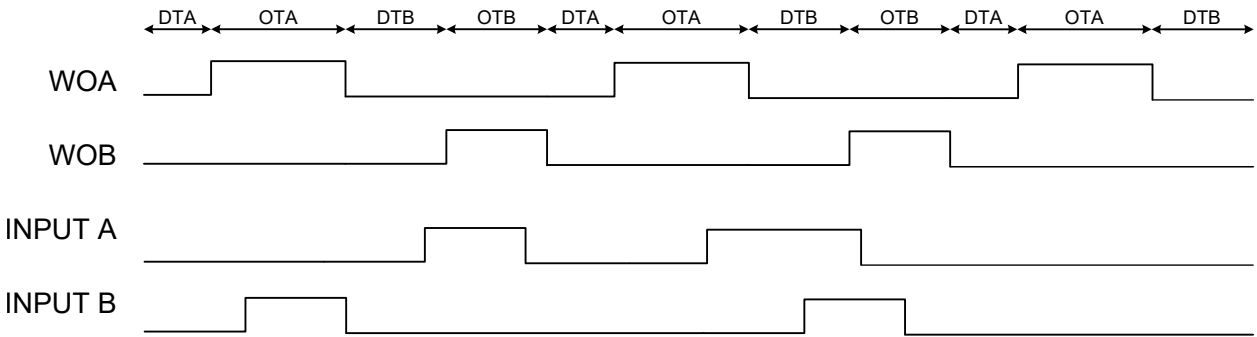 DTA OTA DTB OTB DTA OTA DTB OTB DTA OTA DTB
WOA
WOB
INPUT A
INPUT B